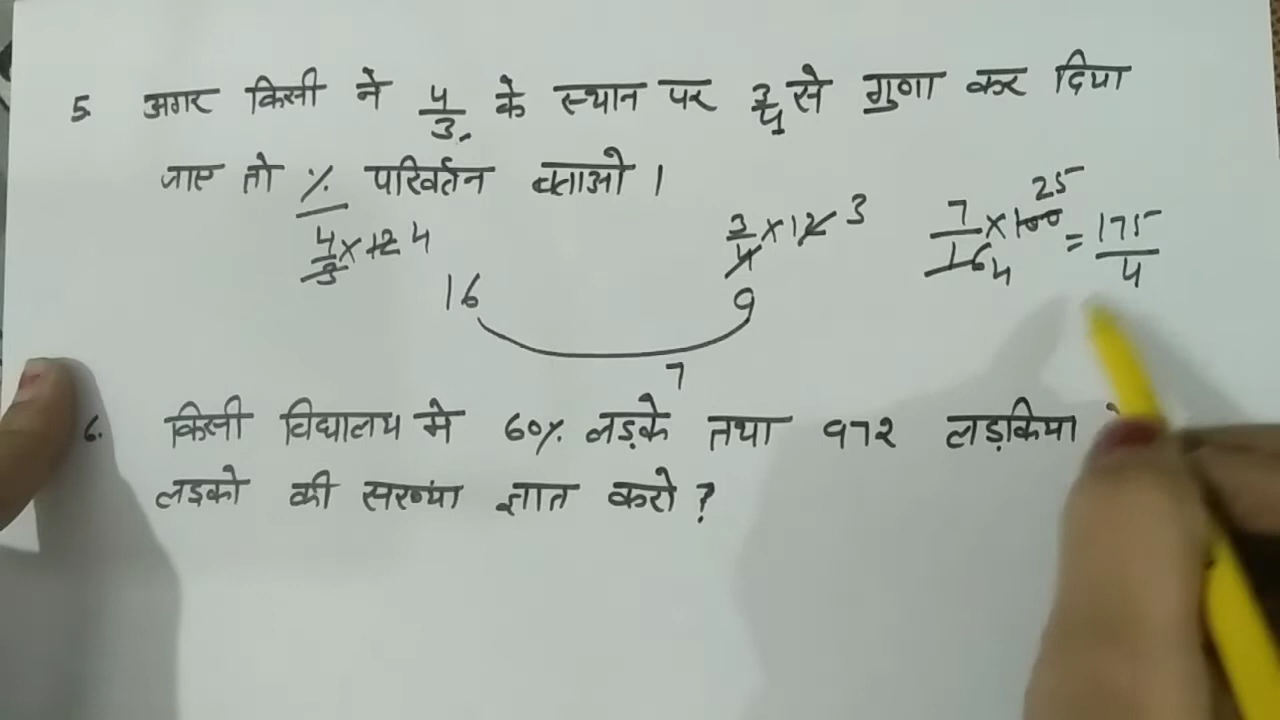 5. अगर किसी ने 4/3 के स्थान पर 3/4 से गुणा कर दिया
जाए तो % परिवर्तन बताओ ।
4/3 × 12 4
3/4 × 12 3
7/16 × 100 25 4 = 175/4
16 9
7
6. किसी विद्यालय मे 60% लड़के तथा 972 लड़किया
लड़को की सख्या ज्ञात करो ?